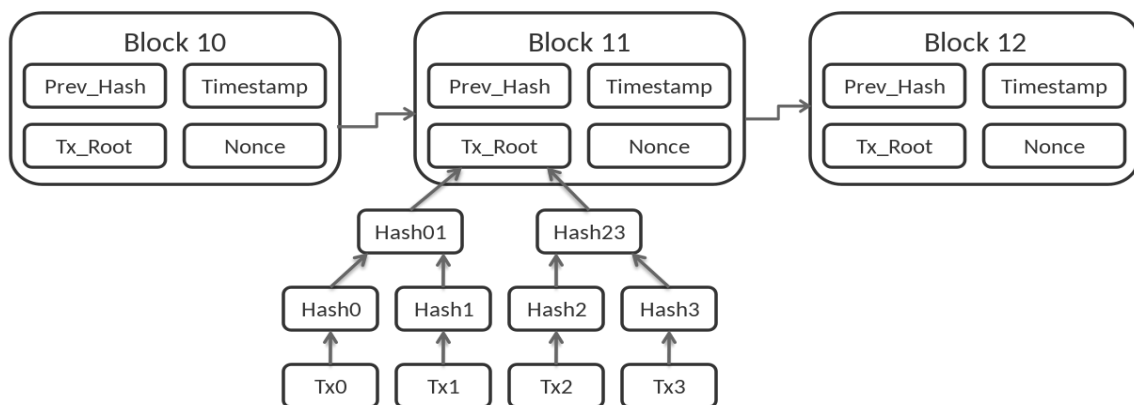 Block 10
Prev_Hash
Timestamp
Tx_Root
Nonce
Block 11
Prev_Hash
Timestamp
Tx_Root
Nonce
Block 12
Prev_Hash
Timestamp
Tx_Root
Nonce
Hash01
Hash23
Hash0
Hash1
Hash2
Hash3
Tx0
Tx1
Tx2
Tx3